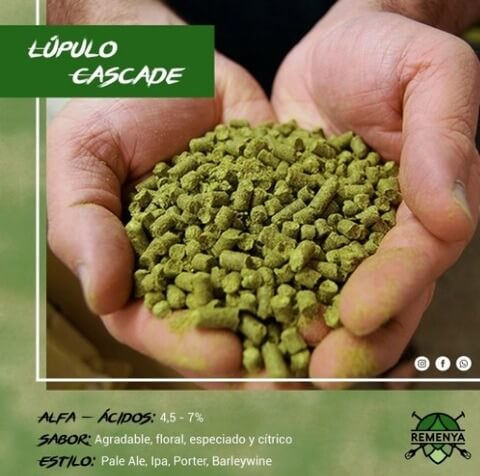 LÚPULO
CASCADE
ALFA – ÁCIDOS: 4,5 - 7%
SABOR: Agradable, floral, especiado y cítrico
ESTILO: Pale Ale, Ipa, Porter, Barleywine
REMENYA